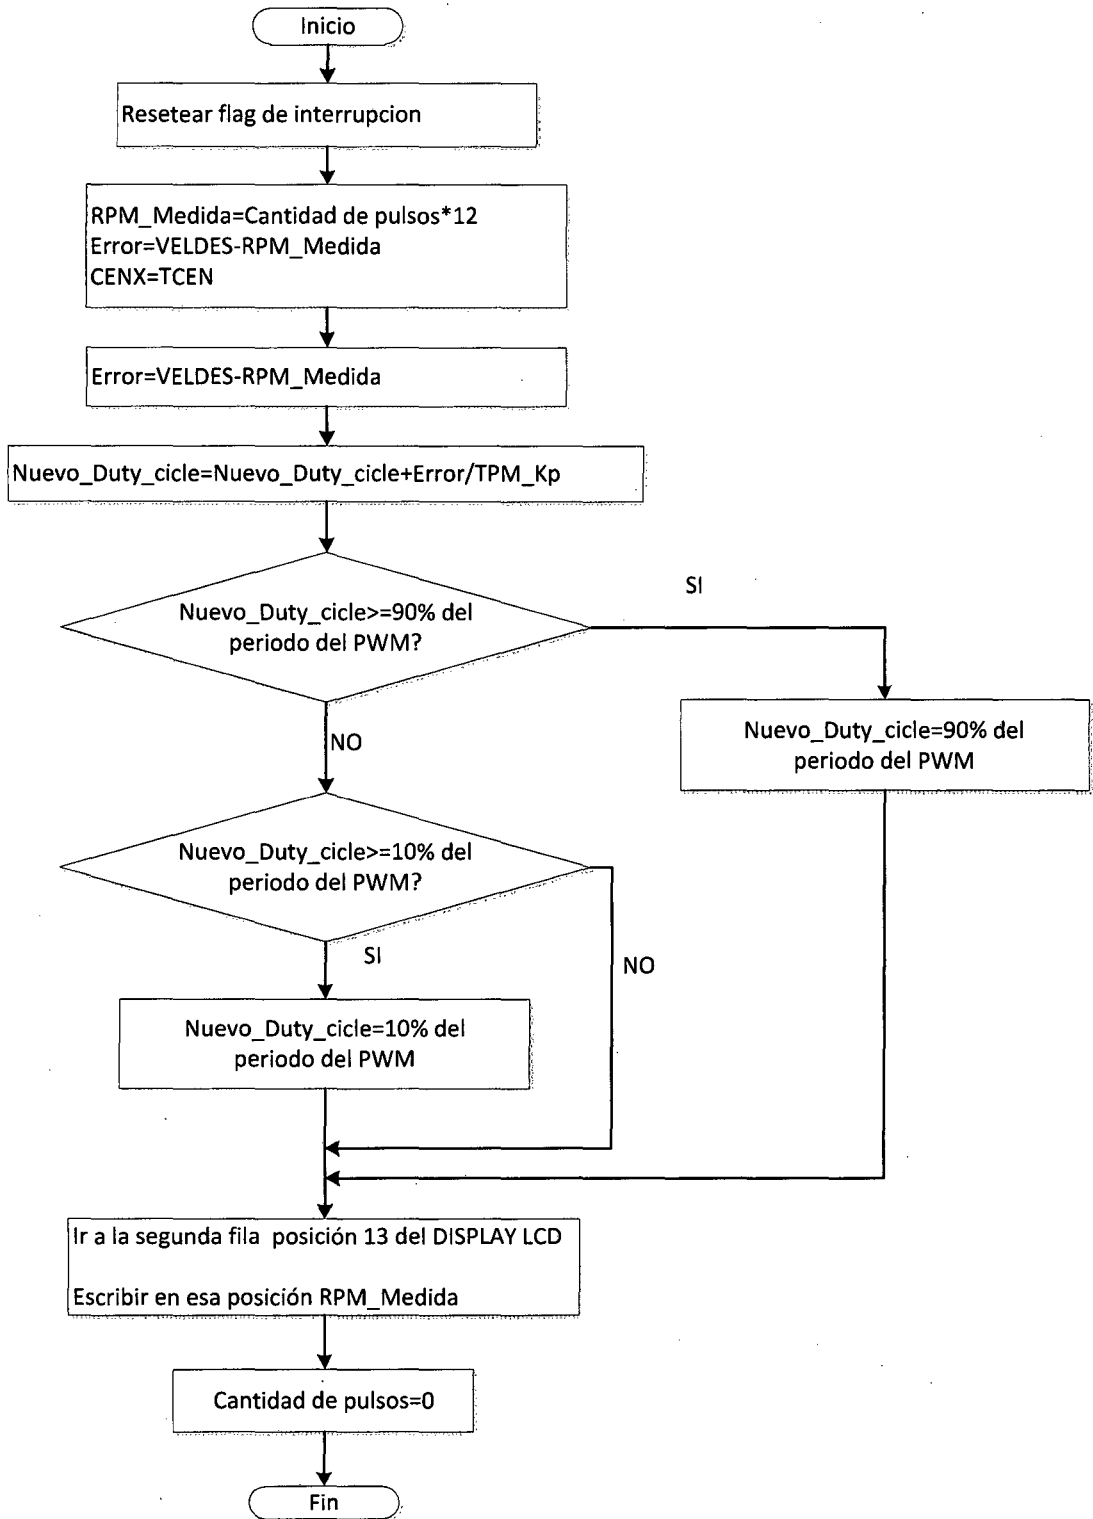 Inicio
Resetear flag de interrupcion
RPM_Medida=Cantidad de pulsos*12
Error=VELDES-RPM_Medida
CENX=TCEN
Error=VELDES-RPM_Medida
Nuevo_Duty_cicle=Nuevo_Duty_cicle+Error/TPM_Kp
Nuevo_Duty_cicle>=90% del
periodo del PWM?
SI
Nuevo_Duty_cicle=90% del
periodo del PWM
NO
Nuevo_Duty_cicle>=10% del
periodo del PWM?
SI
NO
Nuevo_Duty_cicle=10% del
periodo del PWM
Ir a la segunda fila posición 13 del DISPLAY LCD
Escribir en esa posición RPM_Medida
Cantidad de pulsos=0
Fin